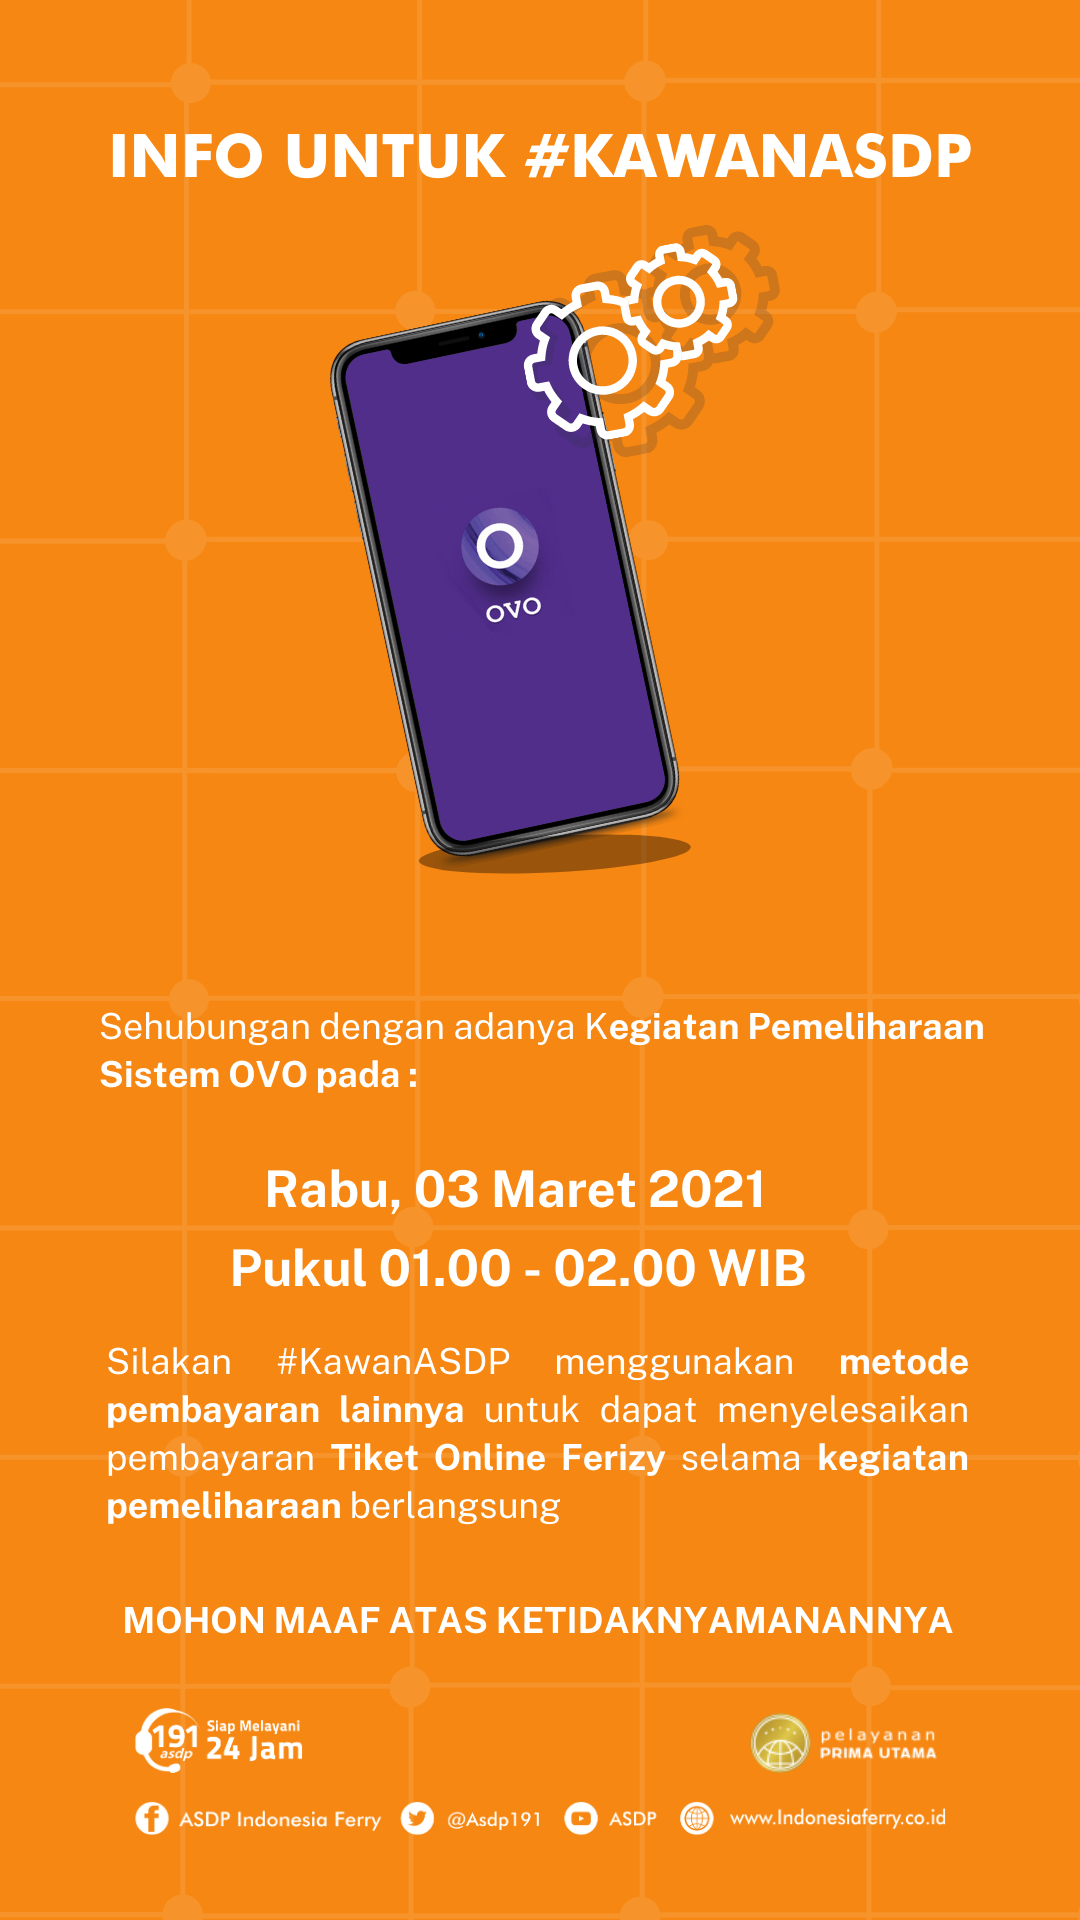 INFO UNTUK #KAWANASDP
O
OVO
Sehubungan dengan adanya Kegiatan Pemeliharaan
Sistem OVO pada :
Rabu, 03 Maret 2021
Pukul 01.00 - 02.00 WIB
Silakan #KawanASDP menggunakan metode
pembayaran lainnya untuk dapat menyelesaikan
pembayaran Tiket Online Ferizy selama kegiatan
pemeliharaan berlangsung
MOHON MAAF ATAS KETIDAKNYAMANANNYA
191 Siap Melayani
asdp 24 Jam
pelayanan
PRIMA UTAMA
ASDP Indonesia Ferry @Asdp191 ASDP www.Indonesiaferry.co.id